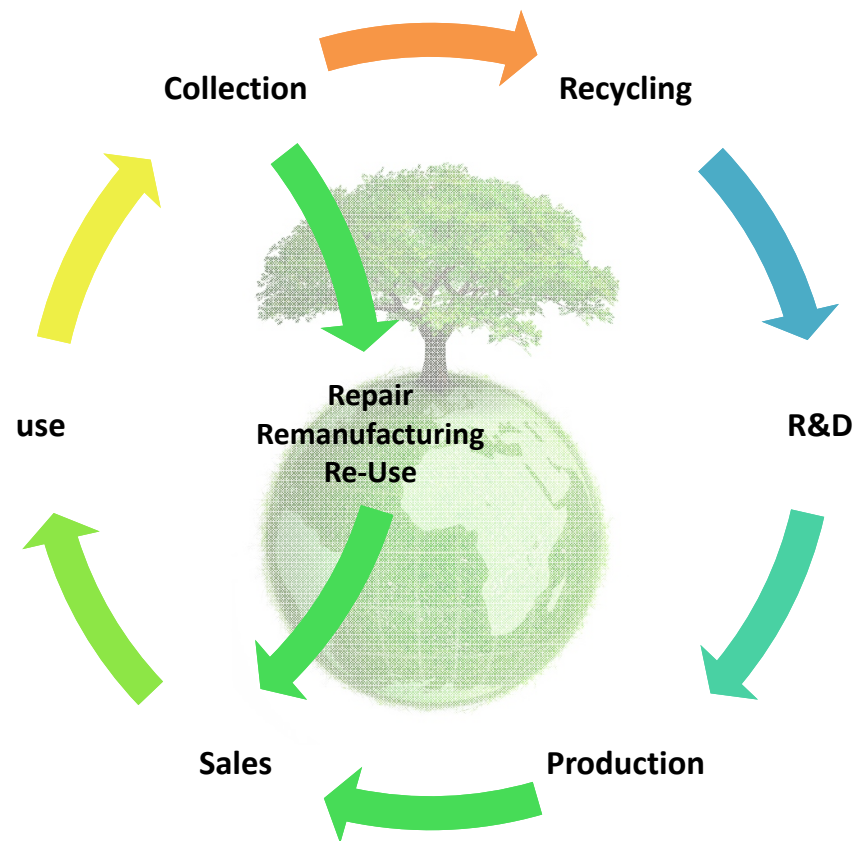 Collection
Recycling
Repair
Remanufacturing
Re-Use
use
R&D
Sales
Production